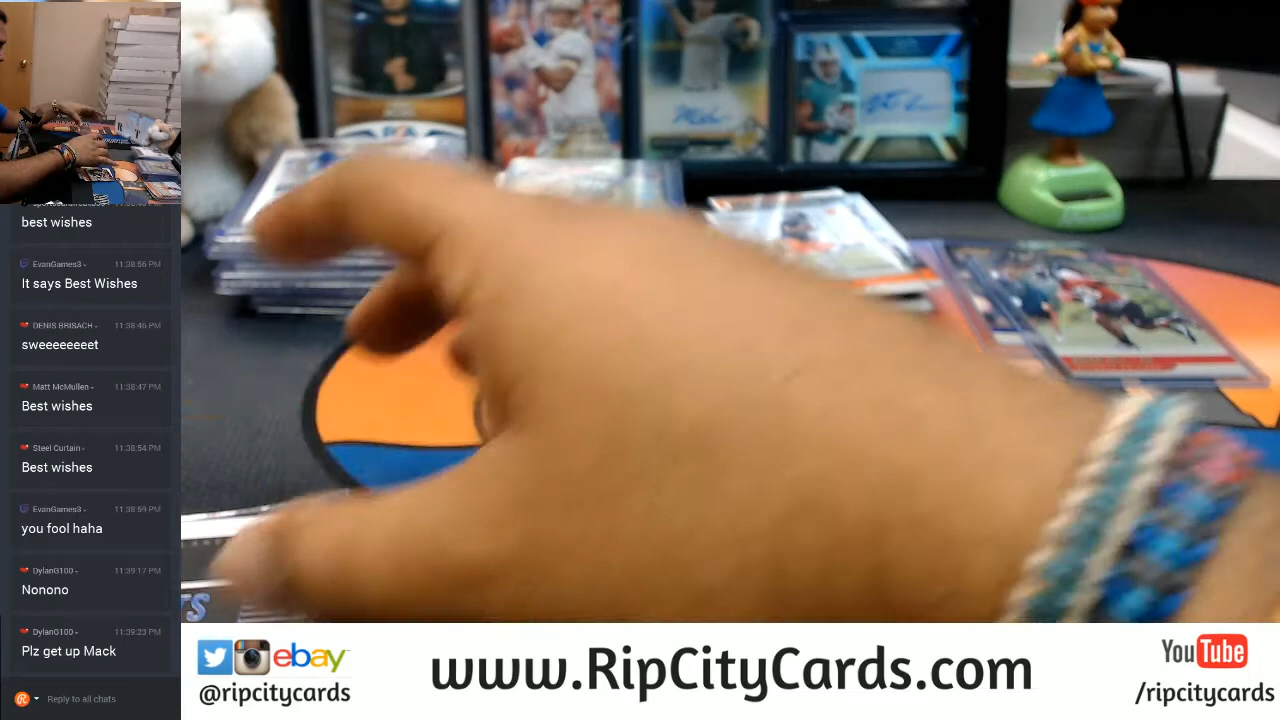 best wishes
EvanGames3 11:38:56 PM
It says Best Wishes
DENIS BRISACH 11:38:46 PM
sweeeeeeeet
Matt McMullen 11:38:47 PM
Best wishes
Steel Curtain 11:38:54 PM
Best wishes
EvanGames3 11:38:59 PM
you fool haha
DylanG100 11:39:17 PM
Nonono
DylanG100 11:39:23 PM
Plz get up Mack
Reply to all chats
ebay
@ripcitycards
www.RipCityCards.com
YouTube
/ripcitycards